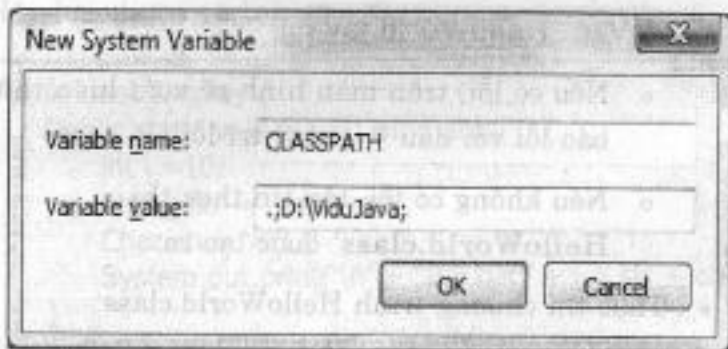 New System Variable
Variable name: CLASSPATH
Variable value: .;D:\ViduJava;
OK Cancel